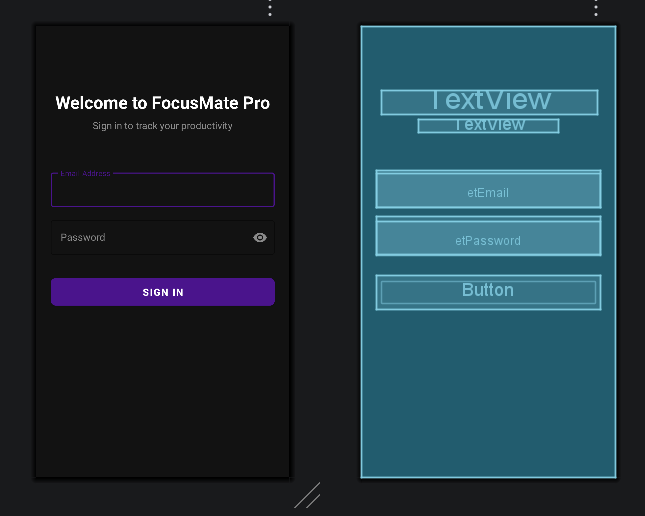 Welcome to FocusMate Pro
Sign in to track your productivity
Email Address
Password
SIGN IN
TextView
TextView
etEmail
etPassword
Button